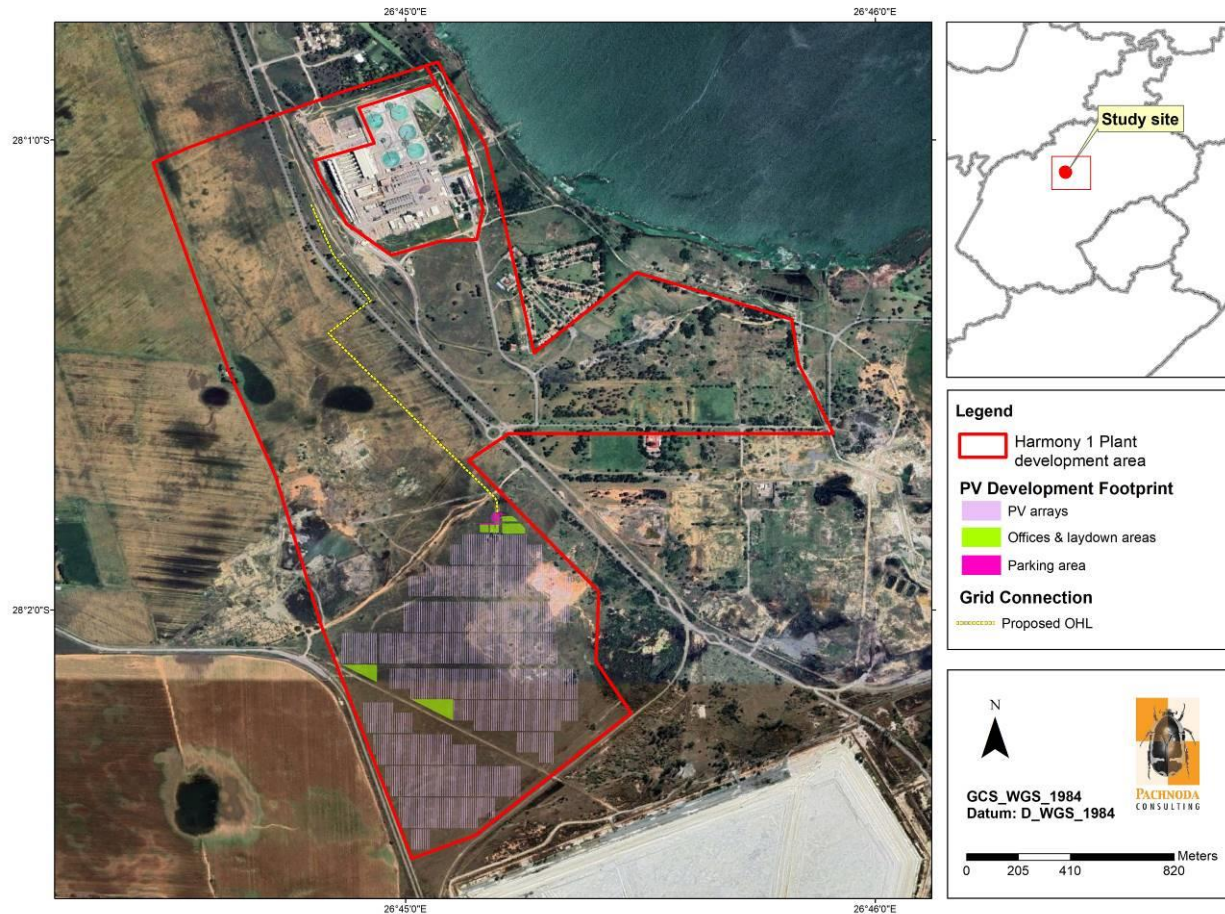 26°45'0"E
26°46'0"E
28°1'0"S
28°2'0"S
26°45'0"E
26°46'0"E
Study site
Legend
Harmony 1 Plant
development area
PV Development Footprint
PV arrays
Offices & laydown areas
Parking area
Grid Connection
Proposed OHL
N
PACHNODA
CONSULTING
GCS_WGS_1984
Datum: D_WGS_1984
Meters
0 205 410 820